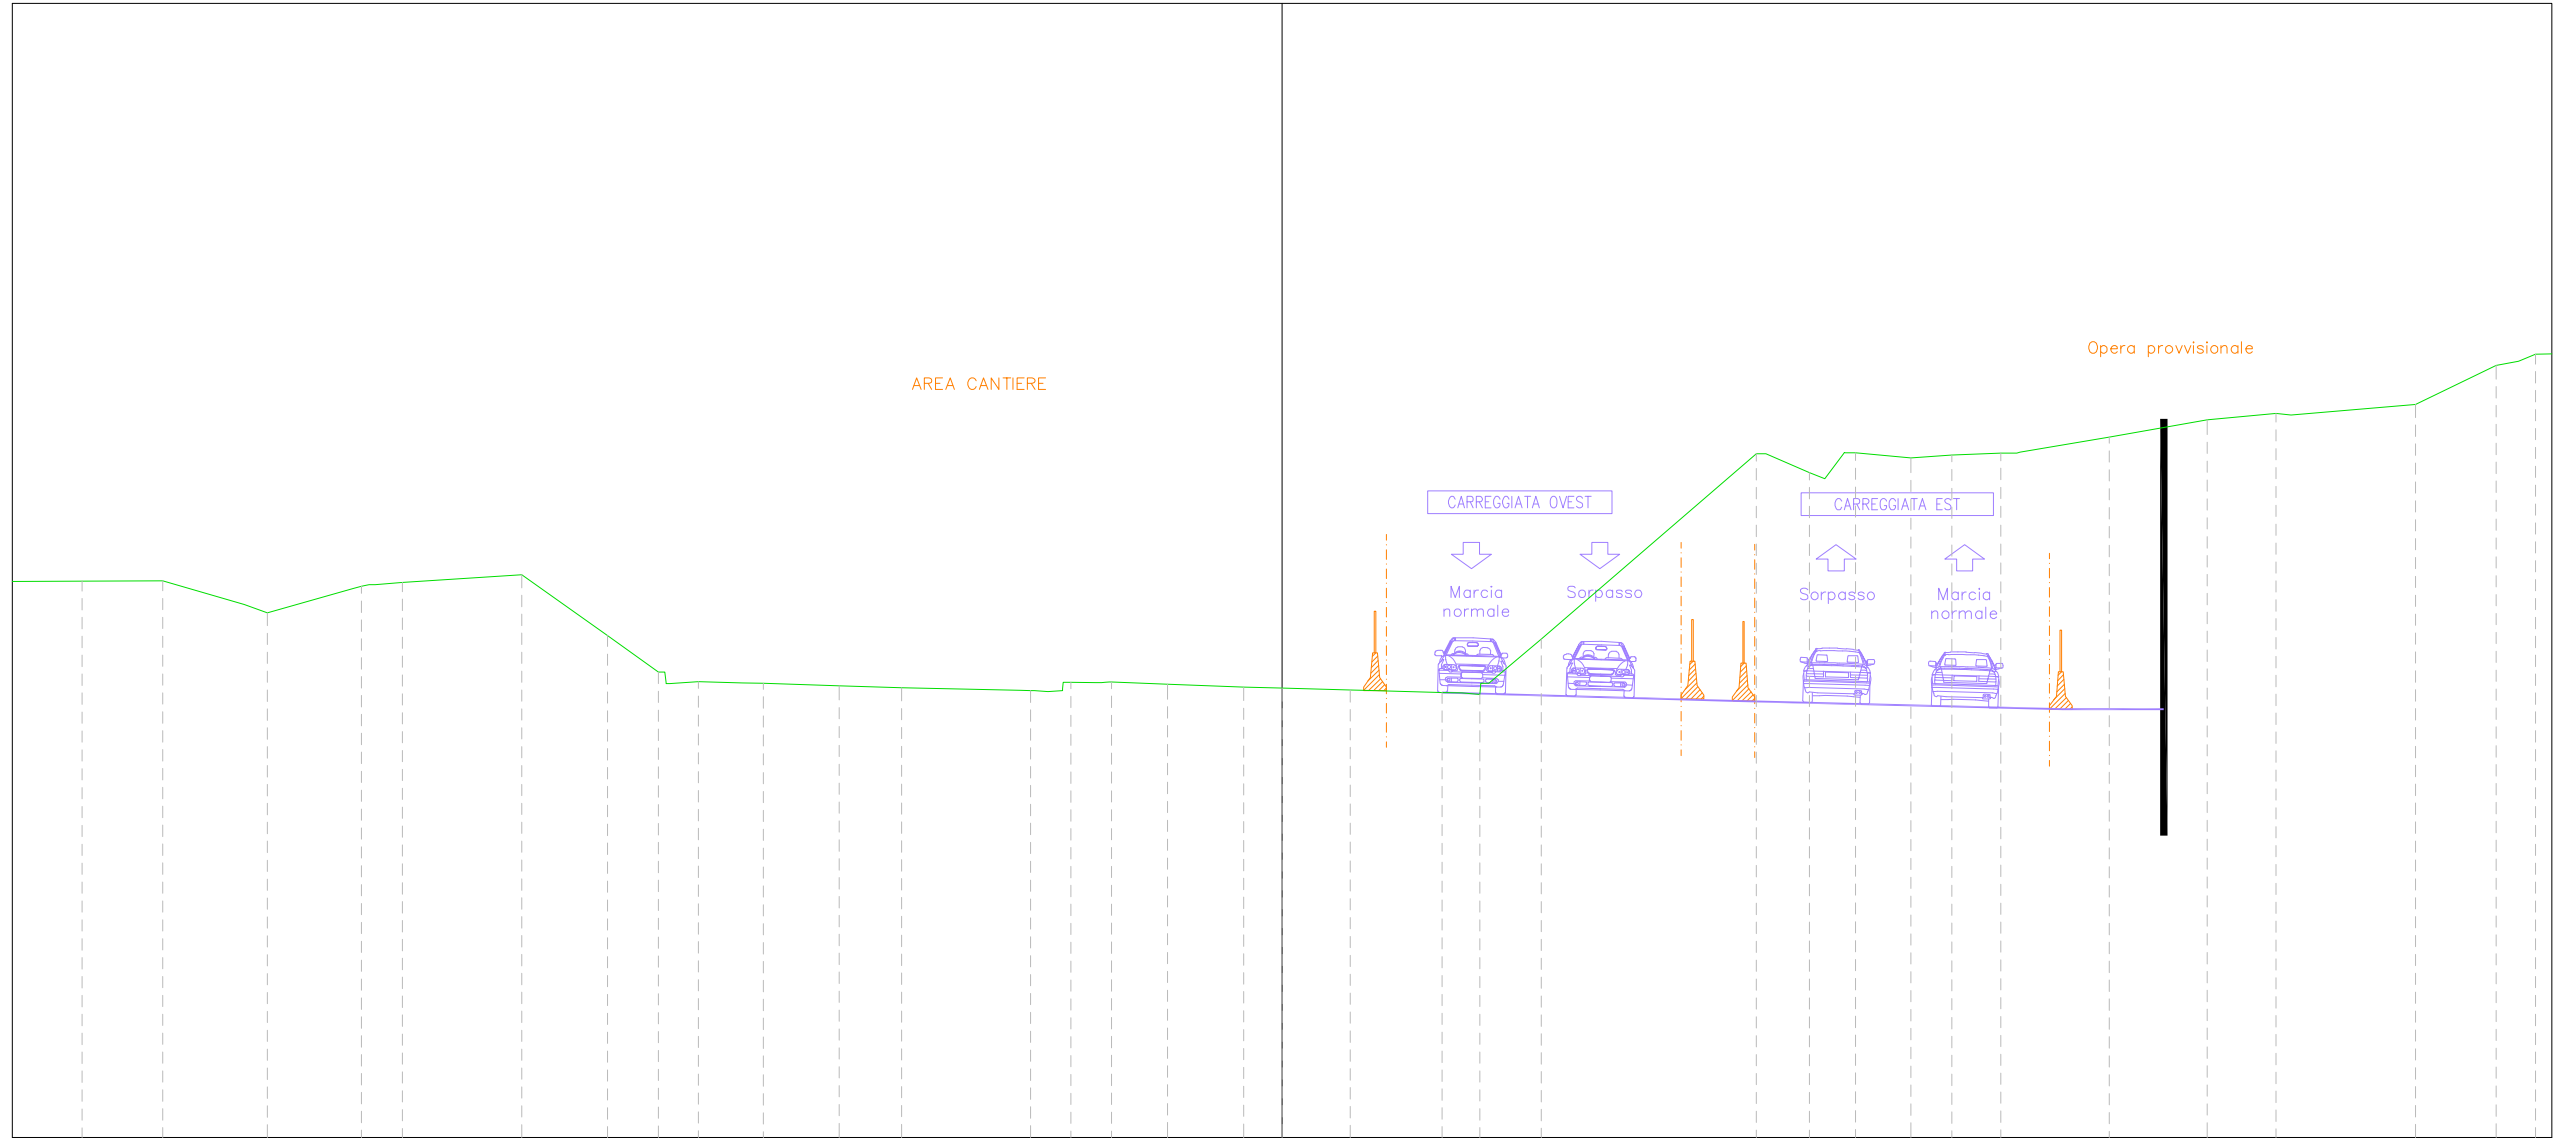 Opera provvisionale
AREA CANTIERE
CARREGGIATA OVEST
CARREGGIATA EST
Marcia
normale
Sorpasso
Sorpasso
Marcia
normale